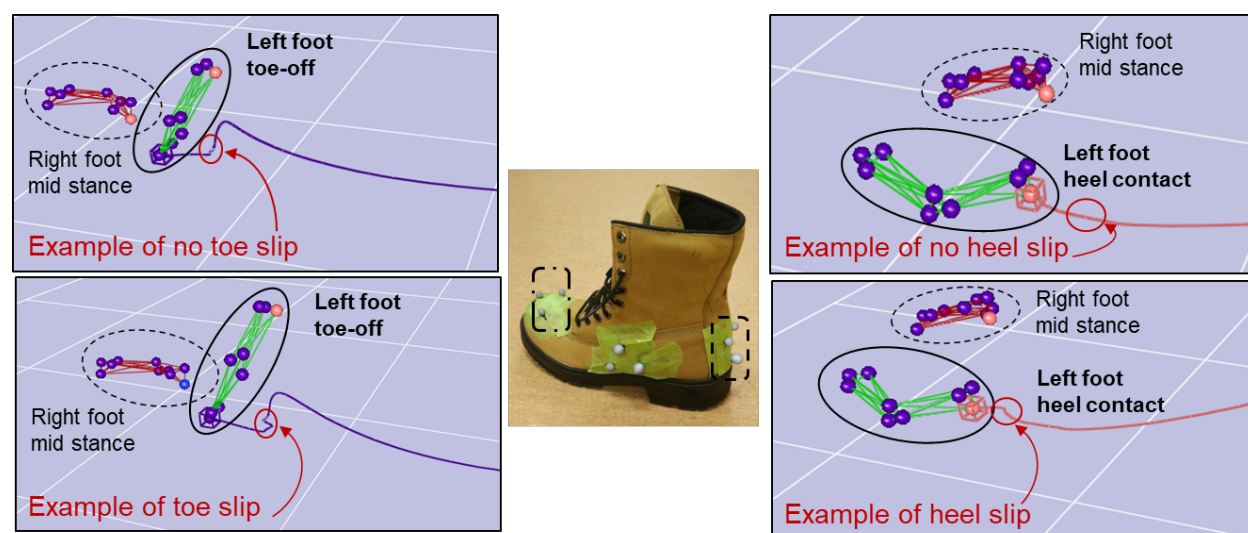 Left foot
toe-off
Right foot
mid stance
Example of no toe slip
Left foot
toe-off
Right foot
mid stance
Example of toe slip
Right foot
mid stance
Left foot
heel contact
Example of no heel slip
Right foot
mid stance
Left foot
heel contact
Example of heel slip